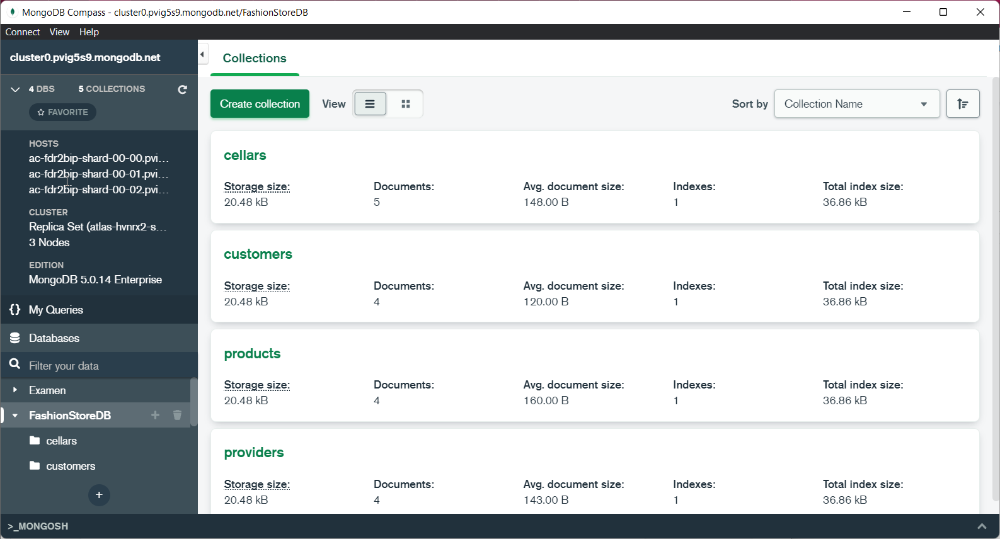 MongoDB Compass - cluster0.pvig5s9.mongodb.net/FashionStoreDB
Connect View Help
cluster0.pvig5s9.mongodb.net
4 DBS 5 COLLECTIONS
FAVORITE
HOSTS
ac-fdr2bip-shard-00-00.pvi...
ac-fdr2bip-shard-00-01.pvi...
ac-fdr2bip-shard-00-02.pvi...
CLUSTER
Replica Set (atlas-hvnrx2-s...
3 Nodes
EDITION
MongoDB 5.0.14 Enterprise
{} My Queries
Databases
Filter your data
Examen
FashionStoreDB
cellars
customers
+
Collections
Create collection View Sort by Collection Name
cellars
Storage size: Documents: Avg. document size: Indexes: Total index size:
20.48 kB 5 148.00 B 1 36.86 kB
customers
Storage size: Documents: Avg. document size: Indexes: Total index size:
20.48 kB 4 120.00 B 1 36.86 kB
products
Storage size: Documents: Avg. document size: Indexes: Total index size:
20.48 kB 4 160.00 B 1 36.86 kB
providers
Storage size: Documents: Avg. document size: Indexes: Total index size:
20.48 kB 4 143.00 B 1 36.86 kB
>_MONGOSH